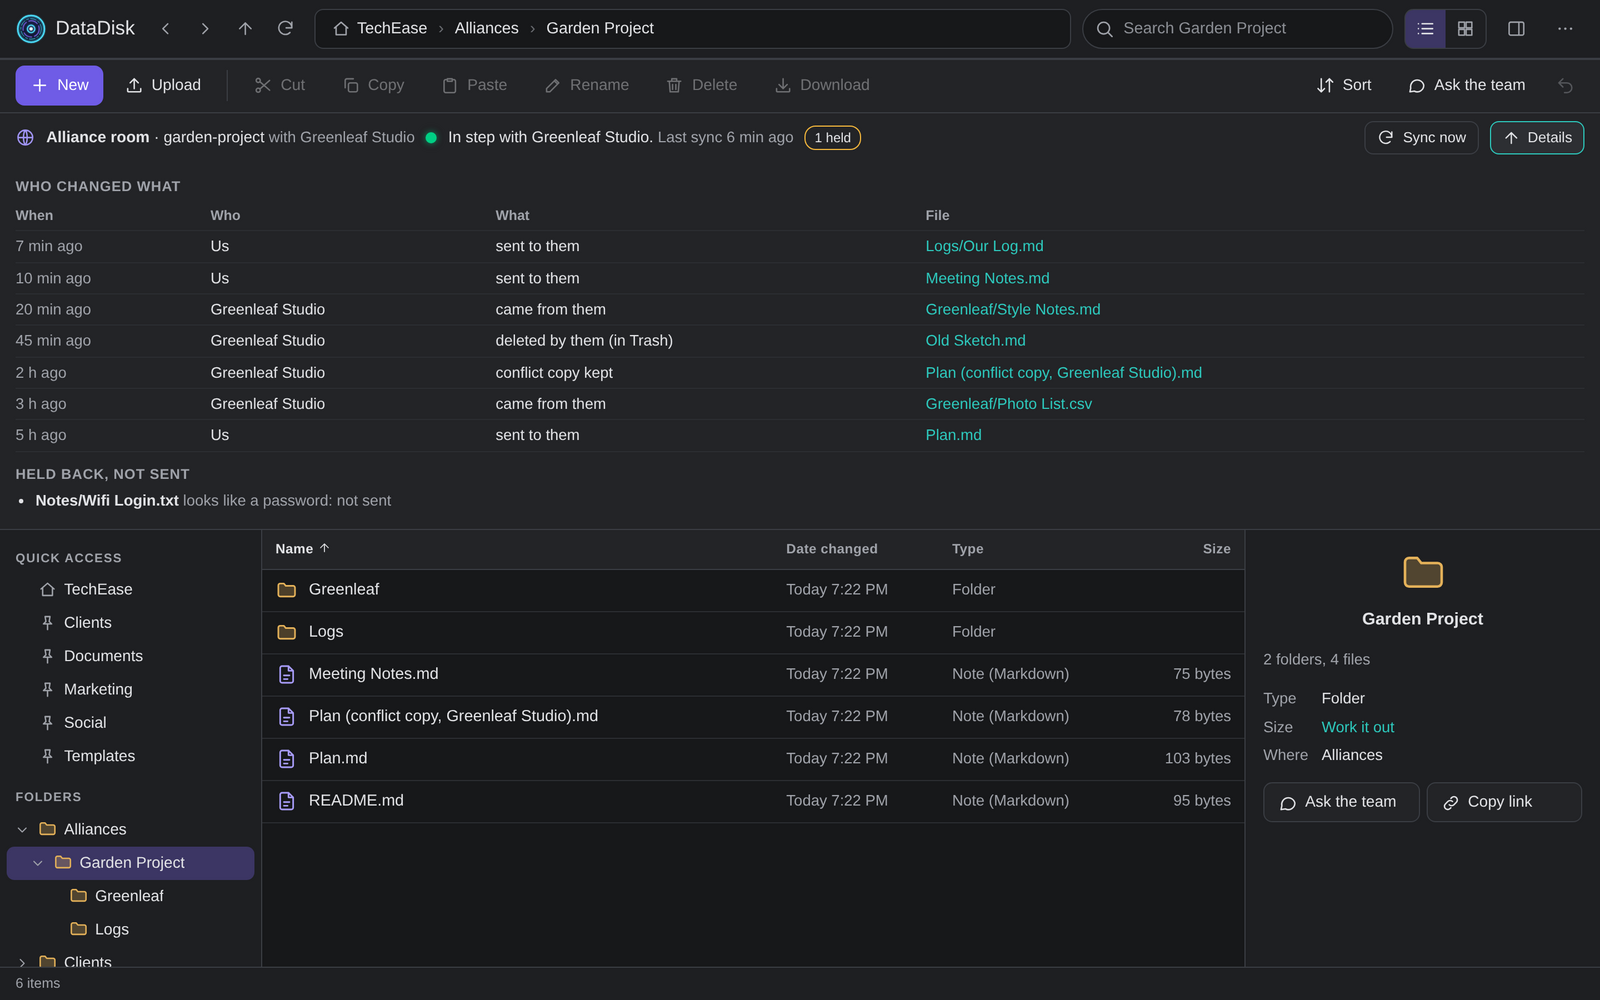 DataDisk
TechEase › Alliances › Garden Project
Search Garden Project
New Upload Cut Copy Paste Rename Delete Download Sort Ask the team
Alliance room · garden-project with Greenleaf Studio In step with Greenleaf Studio. Last sync 6 min ago 1 held Sync now Details
WHO CHANGED WHAT
When Who What File
7 min ago Us sent to them Logs/Our Log.md
10 min ago Us sent to them Meeting Notes.md
20 min ago Greenleaf Studio came from them Greenleaf/Style Notes.md
45 min ago Greenleaf Studio deleted by them (in Trash) Old Sketch.md
2 h ago Greenleaf Studio conflict copy kept Plan (conflict copy, Greenleaf Studio).md
3 h ago Greenleaf Studio came from them Greenleaf/Photo List.csv
5 h ago Us sent to them Plan.md
HELD BACK, NOT SENT
• Notes/Wifi Login.txt looks like a password: not sent
QUICK ACCESS
TechEase
Clients
Documents
Marketing
Social
Templates
FOLDERS
Alliances
Garden Project
Greenleaf
Logs
Clients
Name Date changed Type Size
Greenleaf Today 7:22 PM Folder
Logs Today 7:22 PM Folder
Meeting Notes.md Today 7:22 PM Note (Markdown) 75 bytes
Plan (conflict copy, Greenleaf Studio).md Today 7:22 PM Note (Markdown) 78 bytes
Plan.md Today 7:22 PM Note (Markdown) 103 bytes
README.md Today 7:22 PM Note (Markdown) 95 bytes
Garden Project
2 folders, 4 files
Type Folder
Size Work it out
Where Alliances
Ask the team Copy link
6 items